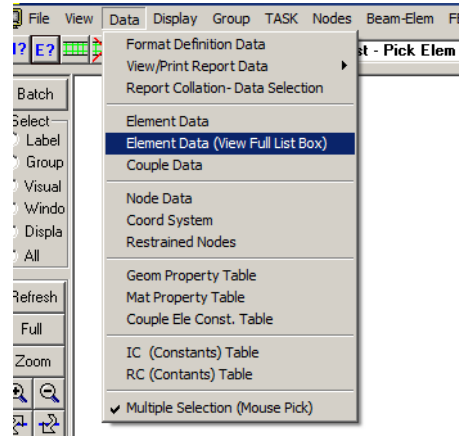 File View Data Display Group TASK Nodes Beam-Elem
E? st - Pick Elem
Format Definition Data
View/Print Report Data
Report Collation- Data Selection
Element Data
Element Data (View Full List Box)
Couple Data
Node Data
Coord System
Restrained Nodes
Geom Property Table
Mat Property Table
Couple Ele Const. Table
IC (Constants) Table
RC (Contants) Table
Multiple Selection (Mouse Pick)
Batch
Select
Label
Group
Visual
Windo
Displa
All
Refresh
Full
Zoom